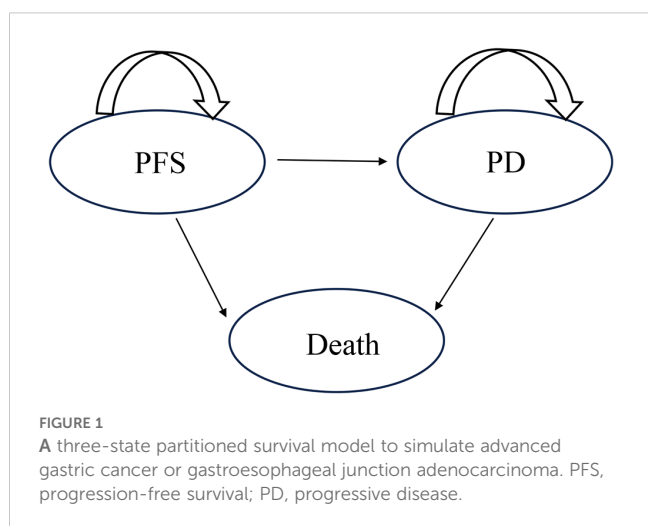 PFS
PD
Death
FIGURE 1
A three-state partitioned survival model to simulate advanced
gastric cancer or gastroesophageal junction adenocarcinoma. PFS,
progression-free survival; PD, progressive disease.